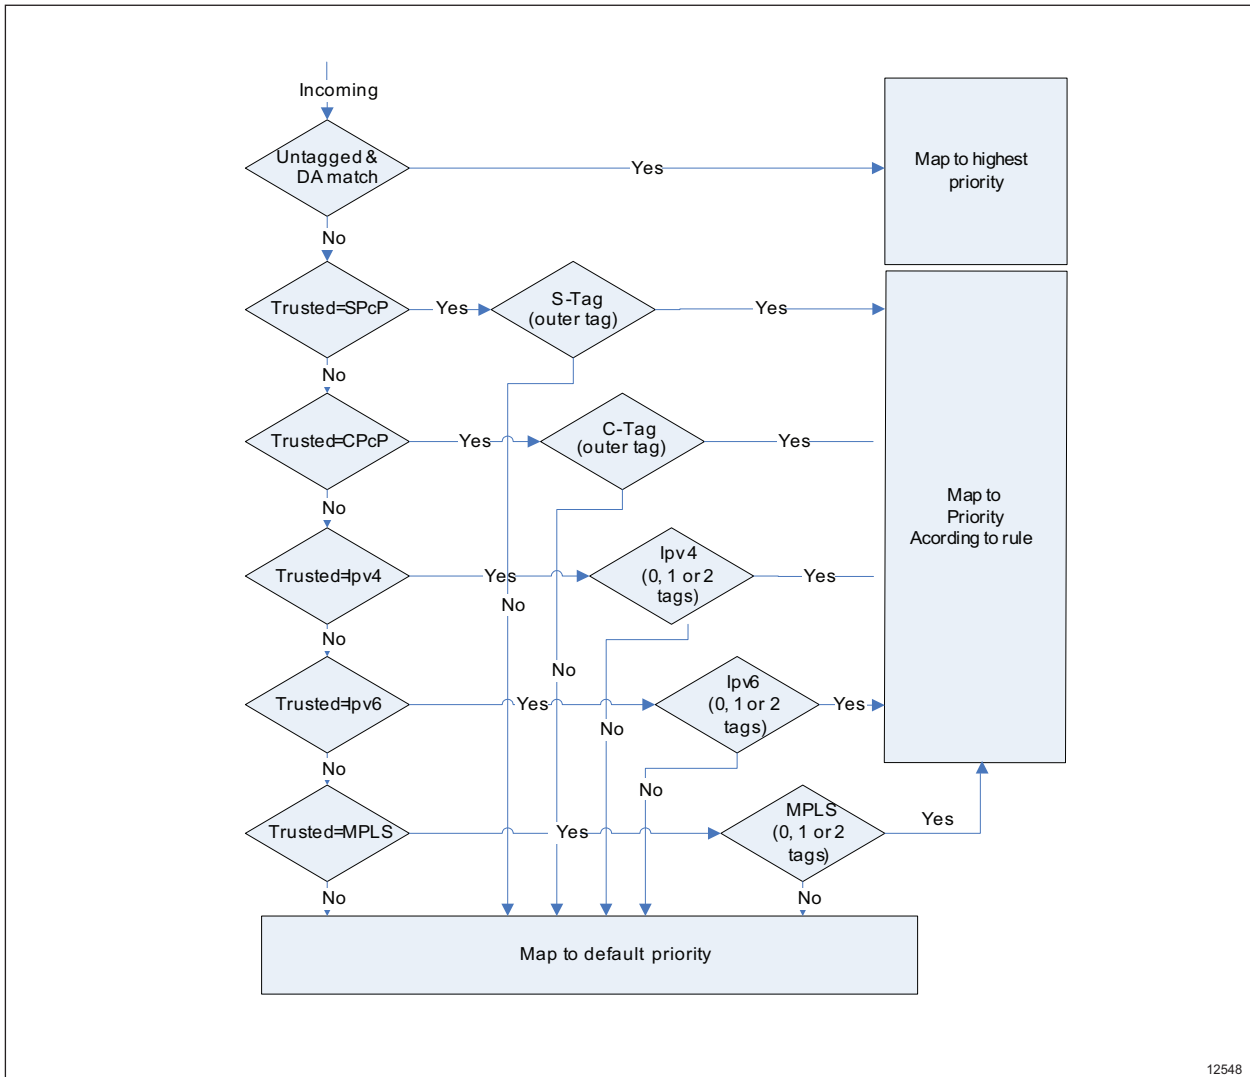 Incoming
Untagged &
DA match
Yes
Map to highest
priority
No
Trusted=SPcP
Yes
S-Tag
(outer tag)
Yes
No
Trusted=CPcP
Yes
C-Tag
(outer tag)
Yes
Map to
Priority
Acording to rule
No
Trusted=Ipv4
Yes
Ipv4
(0, 1 or 2
tags)
Yes
No
No
Trusted=Ipv6
Yes
No
Ipv6
(0, 1 or 2
tags)
Yes
No
No
No
Trusted=MPLS
Yes
MPLS
(0, 1 or 2
tags)
Yes
No
No
Map to default priority
12548